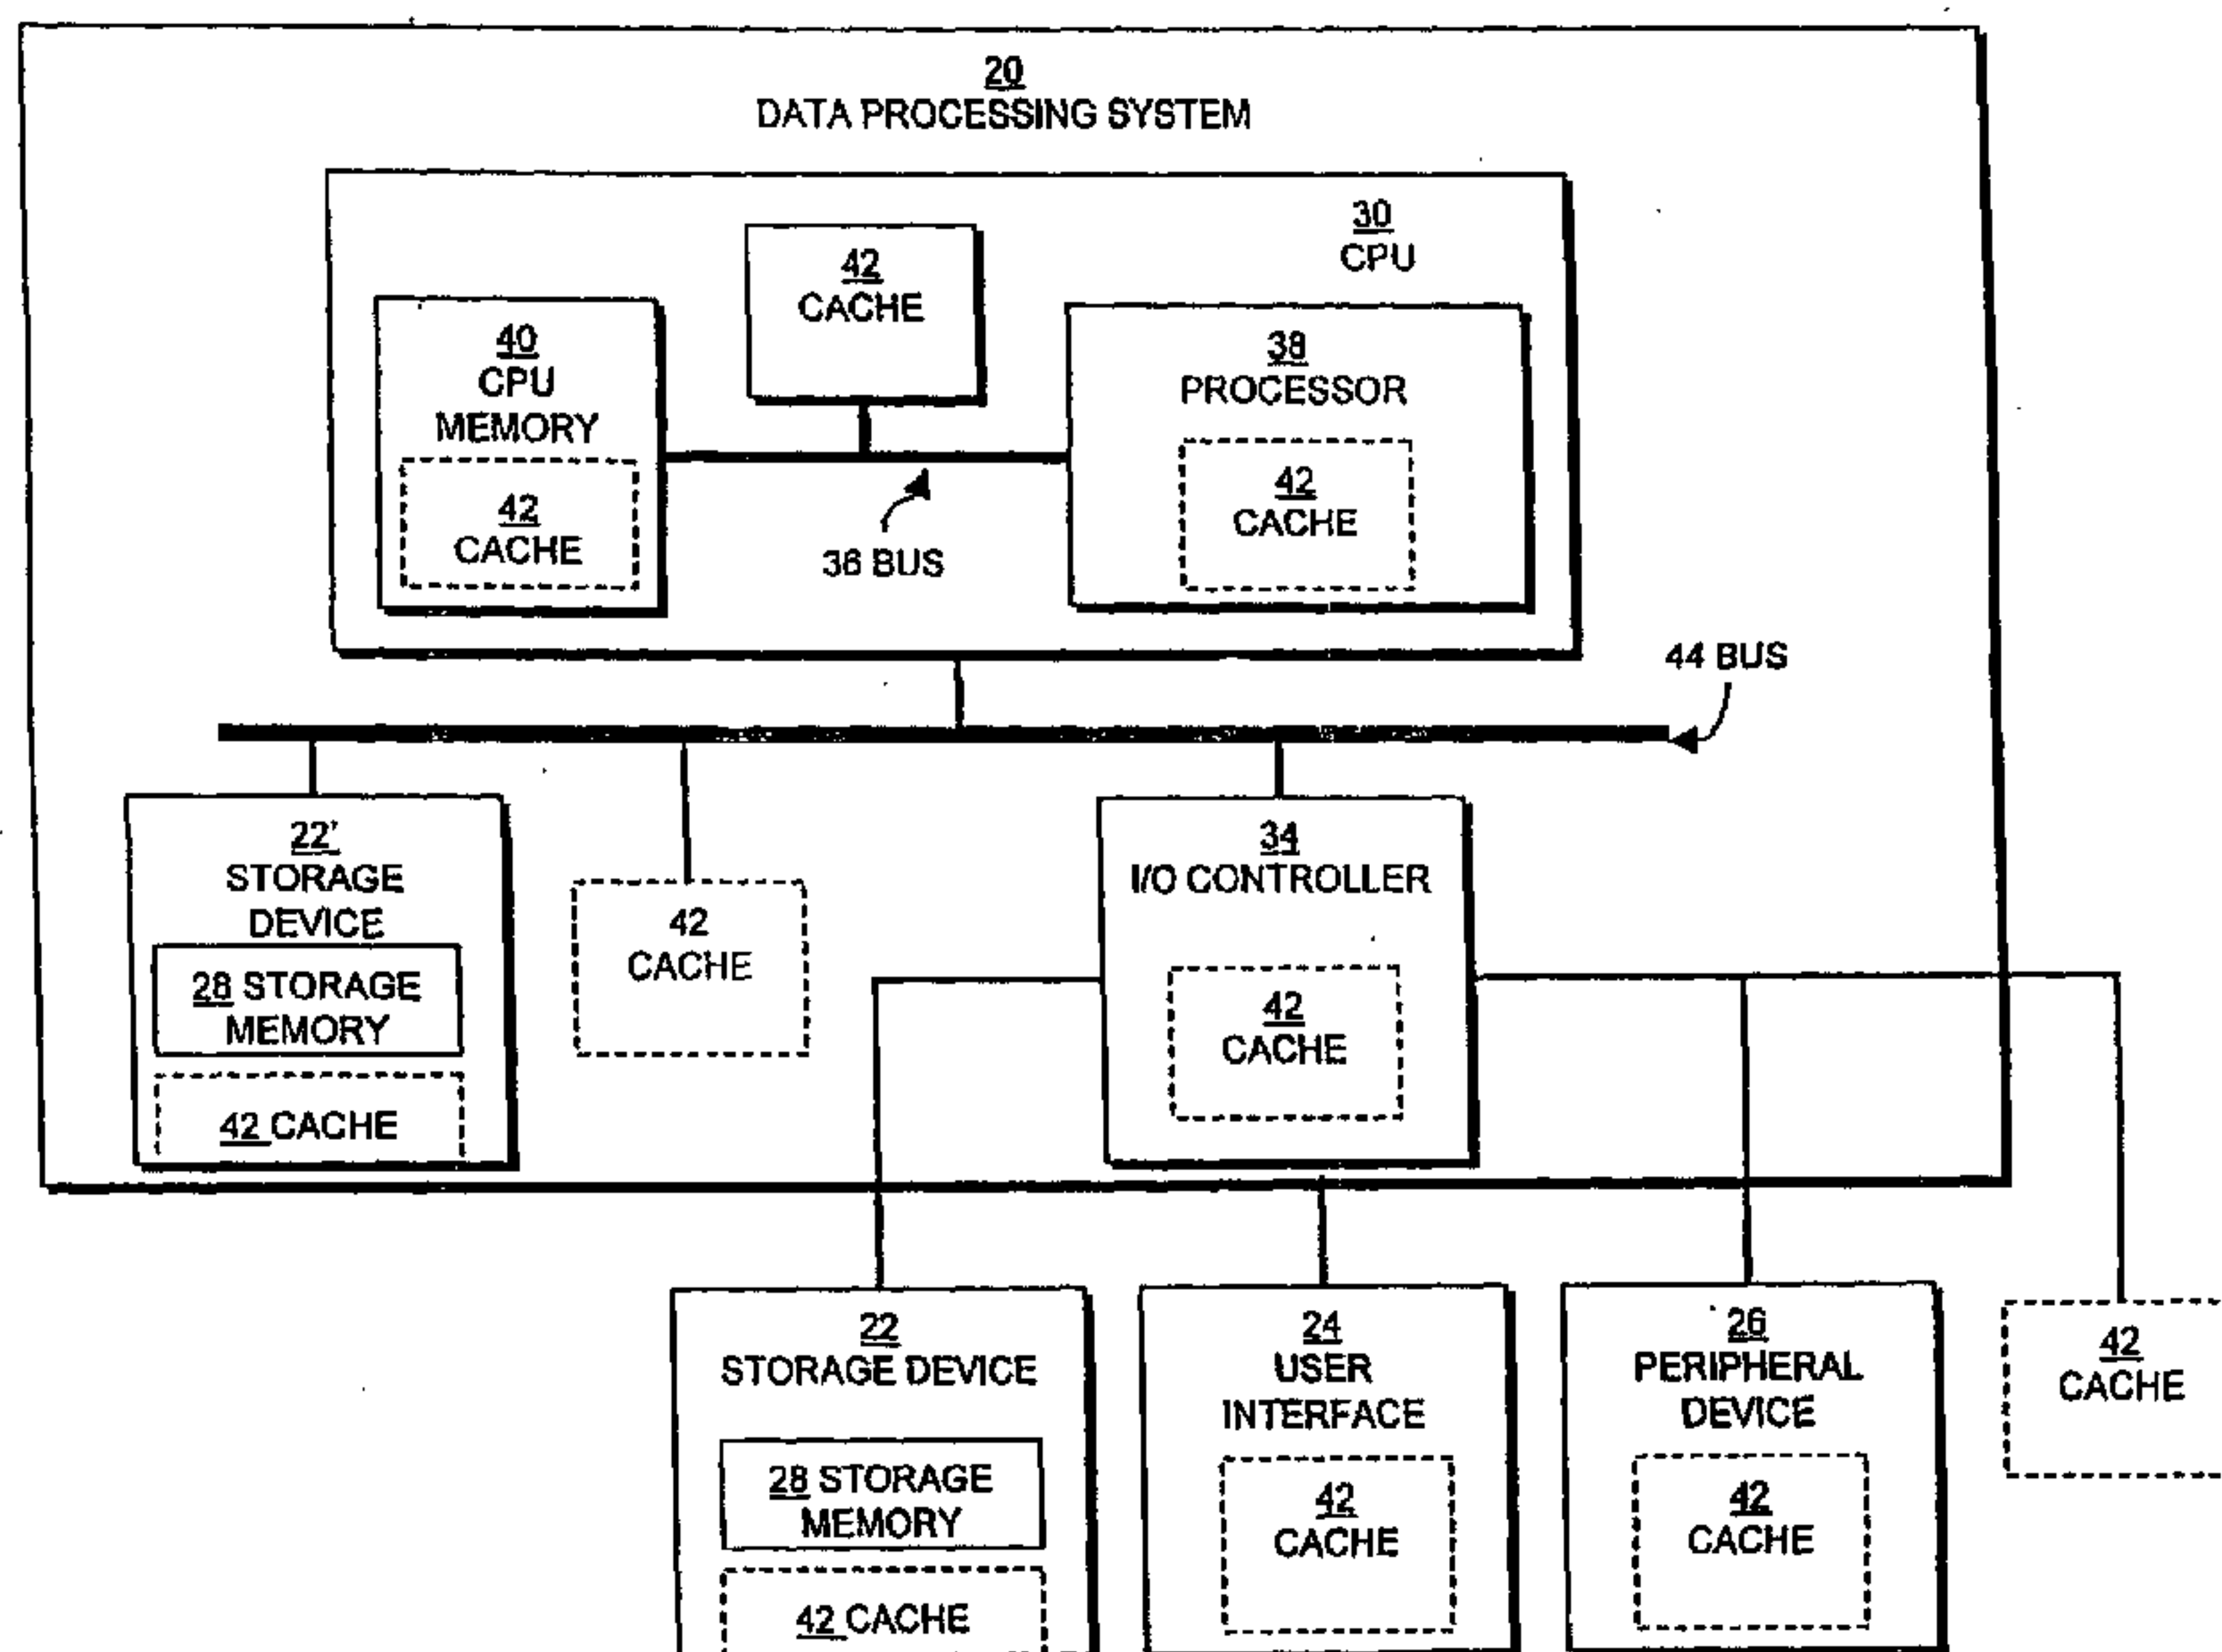 20
DATA PROCESSING SYSTEM
30
CPU
42
CACHE
40
CPU
MEMORY
42
CACHE
38
PROCESSOR
42
CACHE
36 BUS
44 BUS
22'
STORAGE
DEVICE
28 STORAGE
MEMORY
42 CACHE
42
CACHE
34
I/O CONTROLLER
42
CACHE
22
STORAGE DEVICE
28 STORAGE
MEMORY
42 CACHE
24
USER
INTERFACE
42
CACHE
26
PERIPHERAL
DEVICE
42
CACHE
42
CACHE